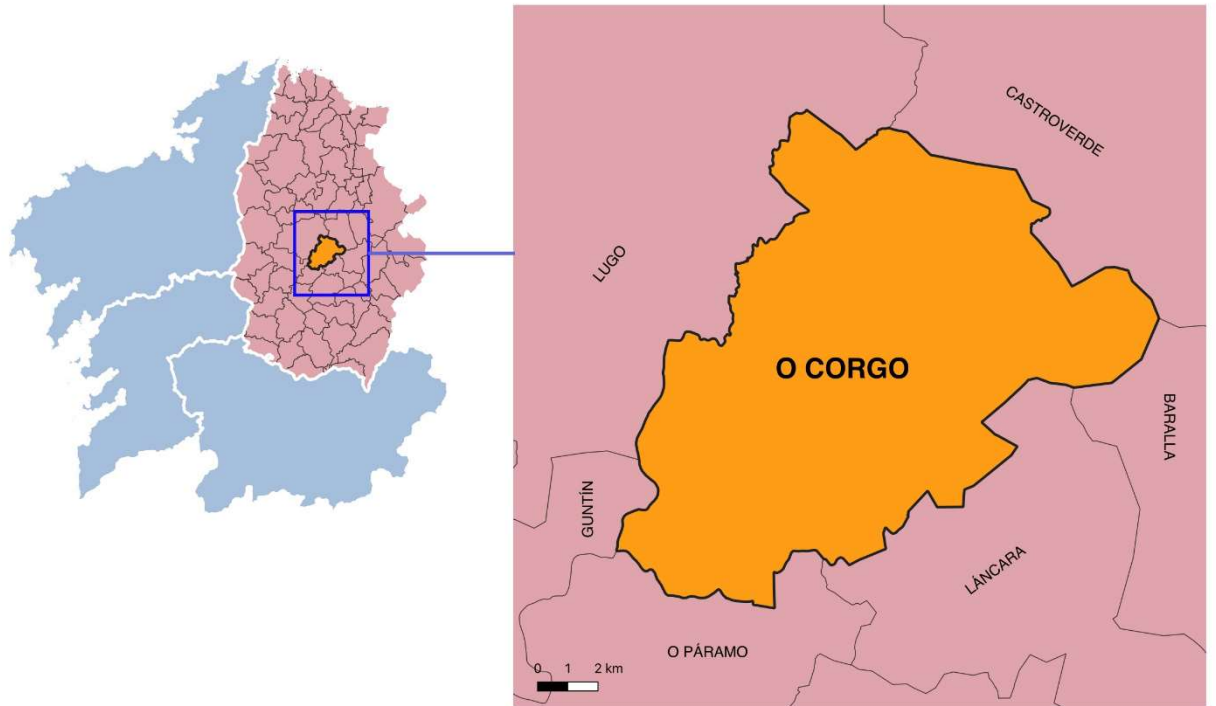 CASTROVERDE
LUGO
O CORGO
BARALLA
GUNTÍN
LÁNCARA
O PÁRAMO
0 1 2 km